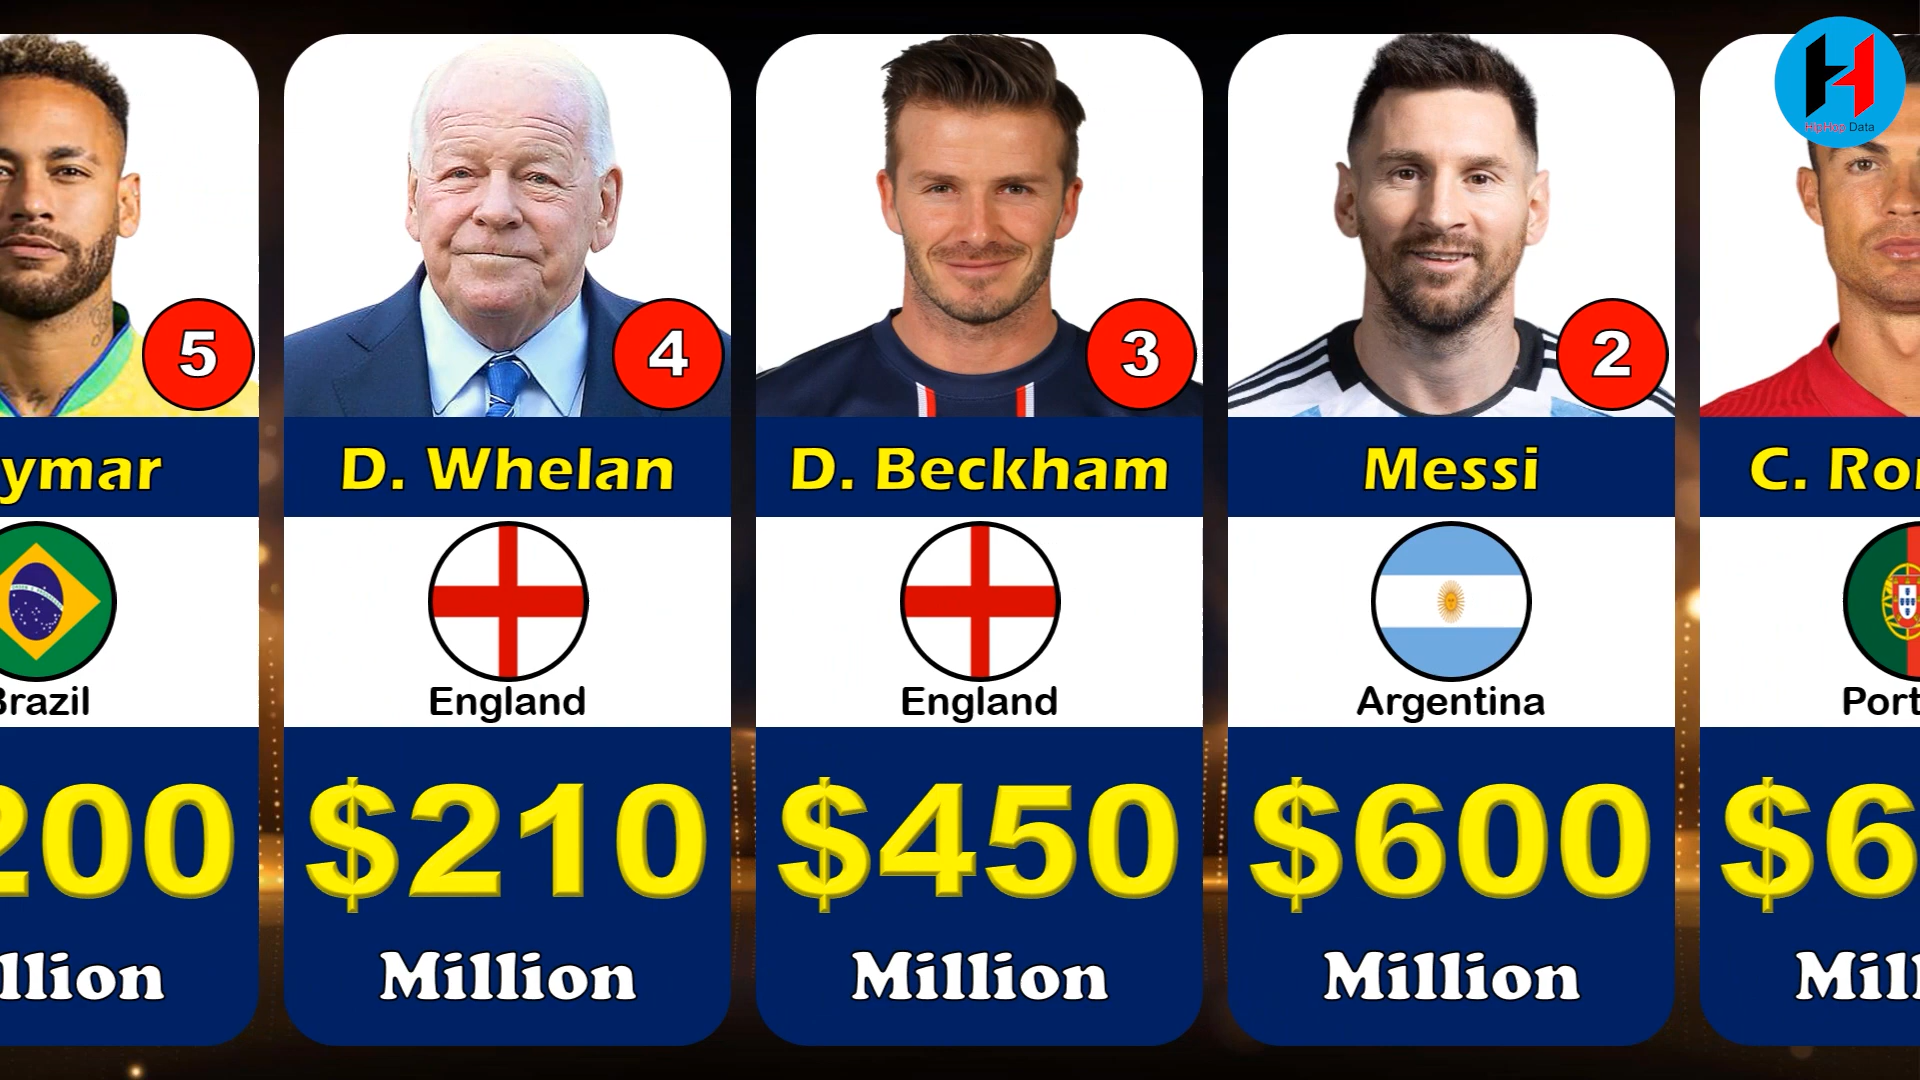 HipHop Data
5
4
3
2
ymar
D. Whelan
D. Beckham
Messi
C. Ro
Brazil
England
England
Argentina
Port
200
$210
$450
$600
$6
llion
Million
Million
Million
Mill